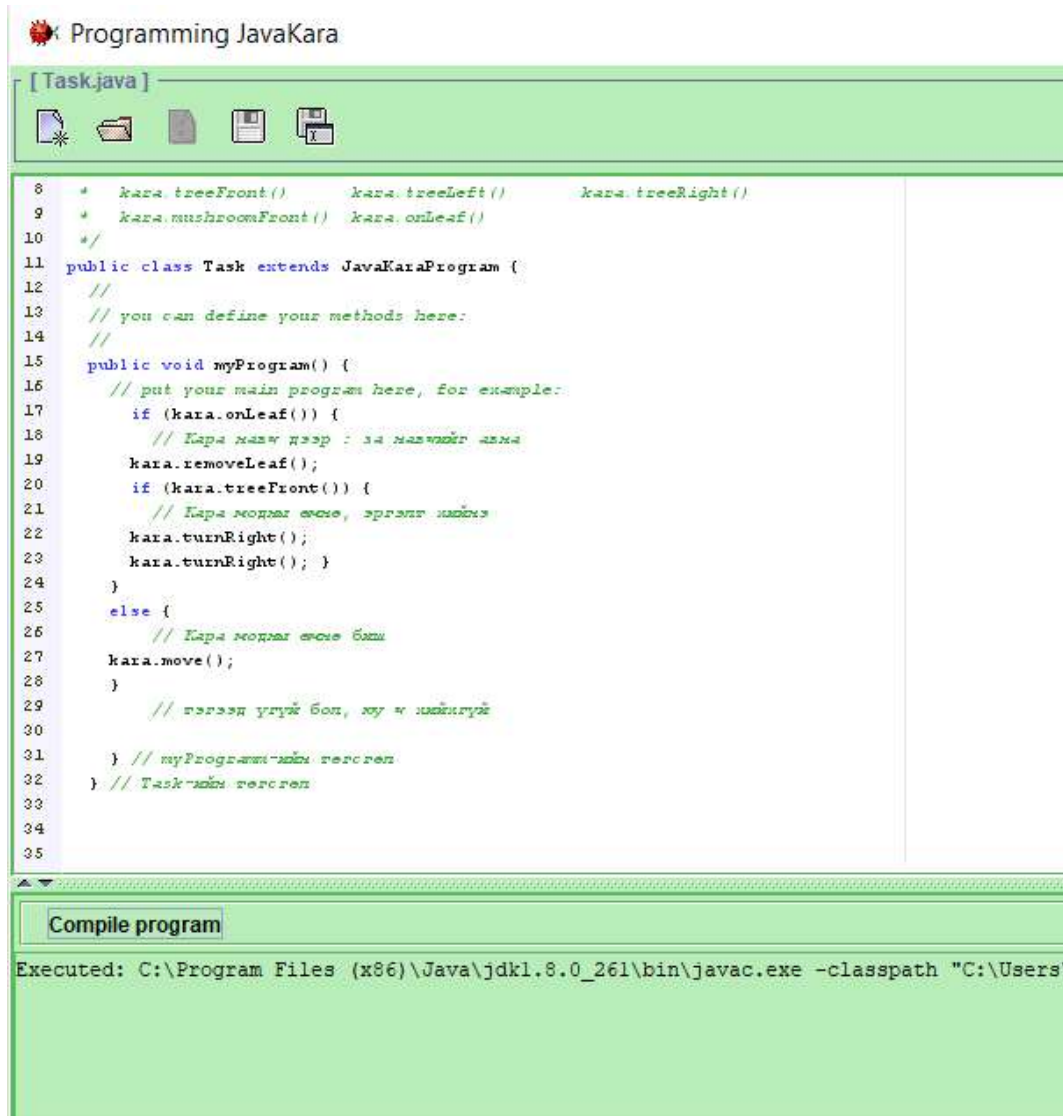 Programming JavaKara
[ Task.java ]
8 * kara.treeFront() kara.treeLeft() kara.treeRight()
9 * kara.mushroomFront() kara.onLeaf()
10 */
11 public class Task extends JavaKaraProgram {
12 //
13 // you can define your methods here:
14 //
15 public void myProgram() {
16 // put your main program here, for example:
17 if (kara.onLeaf()) {
18 // Кара навч дээр : за навчийг авна
19 kara.removeLeaf();
20 if (kara.treeFront()) {
21 // Кара модны өмнө, эргэлт хийнэ
22 kara.turnRight();
23 kara.turnRight(); }
24 }
25 else {
26 // Кара модны өмнө биш
27 kara.move();
28 }
29 // тэгээд үгүй бол, юу ч хийхгүй
30
31 } // myProgramm-ийн төгсгөл
32 } // Task-ийн төгсгөл
33
34
35
Compile program
Executed: C:\Program Files (x86)\Java\jdk1.8.0_261\bin\javac.exe -classpath "C:\Users\